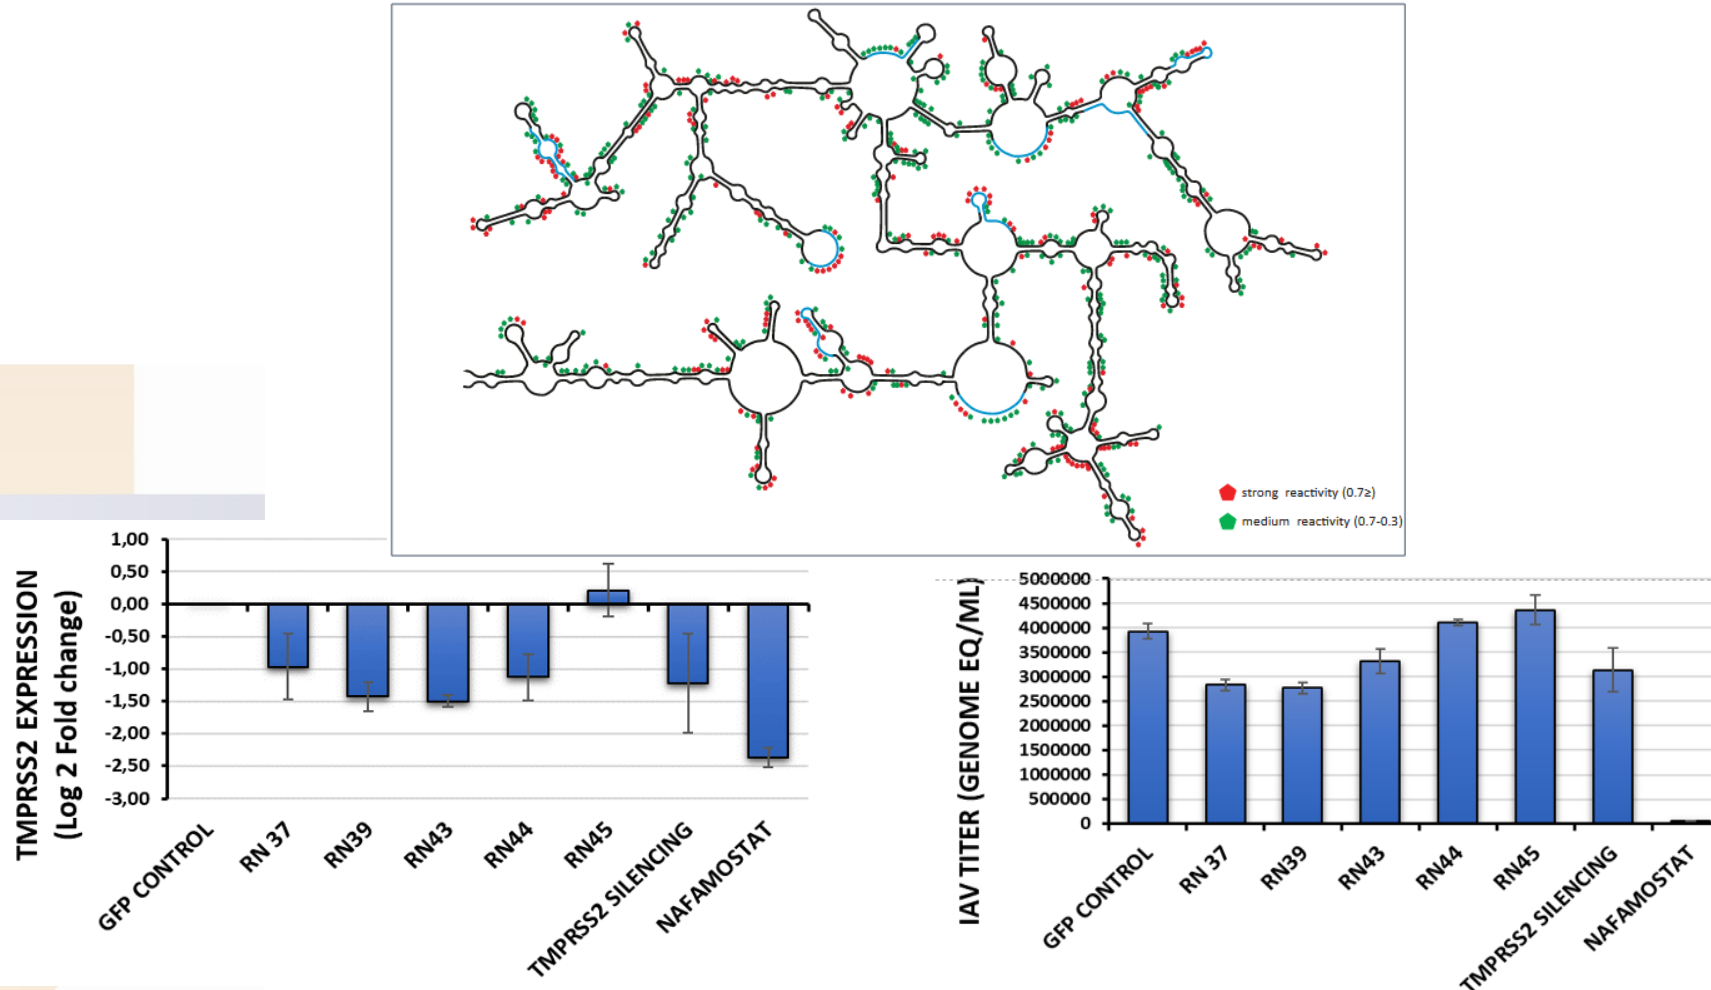 strong reactivity (0.7≥)
medium reactivity (0.7-0.3)
TMPRSS2 EXPRESSION
(Log 2 Fold change)
1,00
0,50
0,00
-0,50
-1,00
-1,50
-2,00
-2,50
-3,00
GFP CONTROL
RN 37
RN39
RN43
RN44
RN45
TMPRSS2 SILENCING
NAFAMOSTAT
IAV TITER (GENOME EQ/ML)
5000000
4500000
4000000
3500000
3000000
2500000
2000000
1500000
1000000
500000
0
GFP CONTROL
RN 37
RN39
RN43
RN44
RN45
TMPRSS2 SILENCING
NAFAMOSTAT